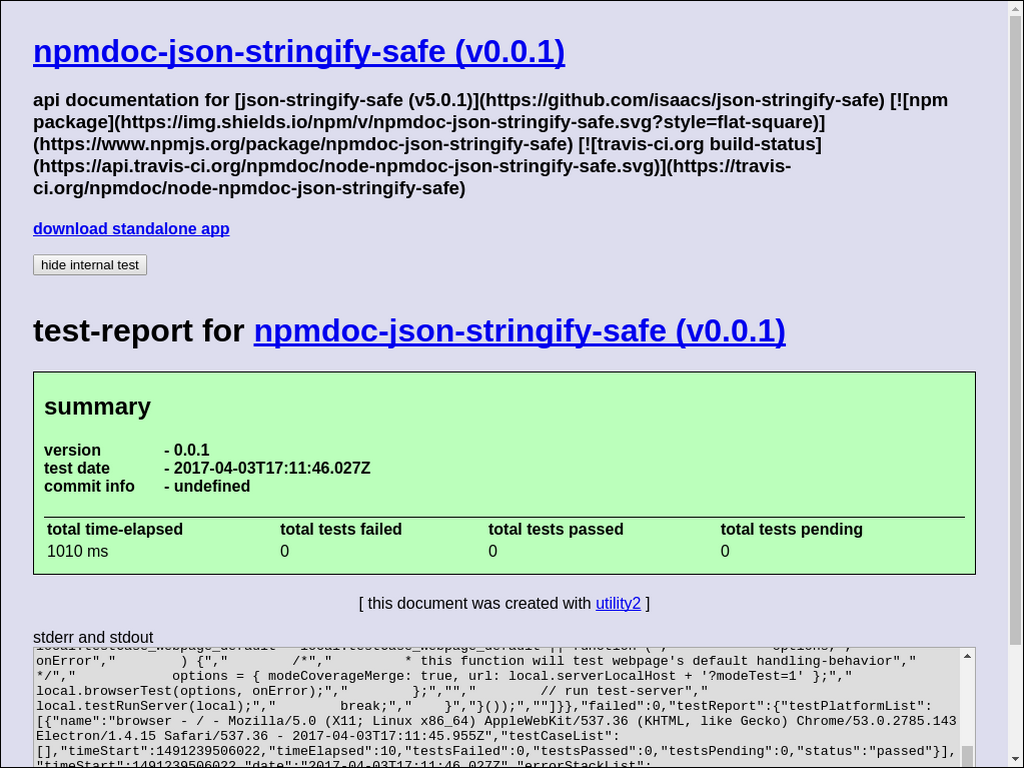 npmdoc-json-stringify-safe (v0.0.1)
api documentation for [json-stringify-safe (v5.0.1)](https://github.com/isaacs/json-stringify-safe) [![npm
package](https://img.shields.io/npm/v/npmdoc-json-stringify-safe.svg?style=flat-square)]
(https://www.npmjs.org/package/npmdoc-json-stringify-safe) [![travis-ci.org build-status]
(https://api.travis-ci.org/npmdoc/node-npmdoc-json-stringify-safe.svg)](https://travis-
ci.org/npmdoc/node-npmdoc-json-stringify-safe)
download standalone app
hide internal test
test-report for npmdoc-json-stringify-safe (v0.0.1)
summary
version - 0.0.1
test date - 2017-04-03T17:11:46.027Z
commit info - undefined
total time-elapsed total tests failed total tests passed total tests pending
1010 ms 0 0 0
[ this document was created with utility2 ]
stderr and stdout
onError","        ) {","        /*","         * this function will test webpage's default handling-behavior","
*/","            options = { modeCoverageMerge: true, url: local.serverLocalHost + '?modeTest=1' };","
local.browserTest(options, onError);","        };","","        // run test-server","
local.testRunServer(local);","        break;","    }","}());",""]}},"failed":0,"testReport":{"testPlatformList":
[{"name":"browser - / - Mozilla/5.0 (X11; Linux x86_64) AppleWebKit/537.36 (KHTML, like Gecko) Chrome/53.0.2785.143
Electron/1.4.15 Safari/537.36 - 2017-04-03T17:11:45.955Z","testCaseList":
[],"timeStart":1491239506022,"timeElapsed":10,"testsFailed":0,"testsPassed":0,"testsPending":0,"status":"passed"}],
"timeStart":1491239506022,"date":"2017-04-03T17:11:46.027Z","errorStackList":